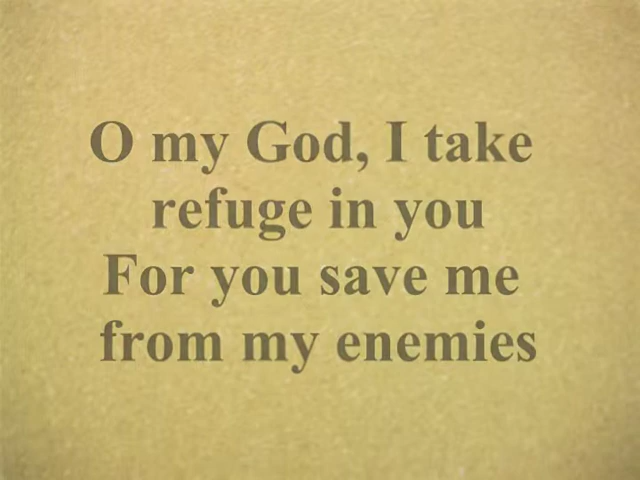 O my God, I take
refuge in you
For you save me
from my enemies